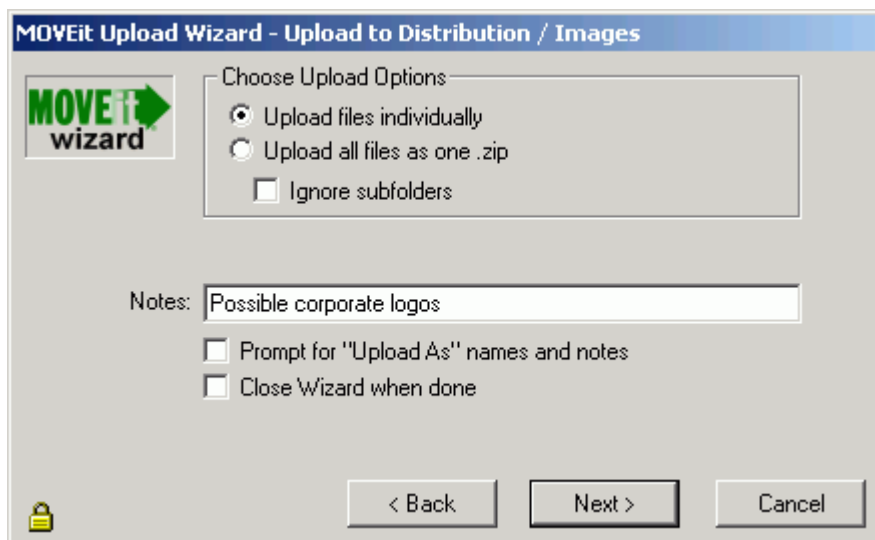 MOVEit Upload Wizard - Upload to Distribution / Images
Choose Upload Options
MOVEit
wizard
Upload files individually
Upload all files as one .zip
Ignore subfolders
Notes: Possible corporate logos
Prompt for "Upload As" names and notes
Close Wizard when done
< Back Next > Cancel